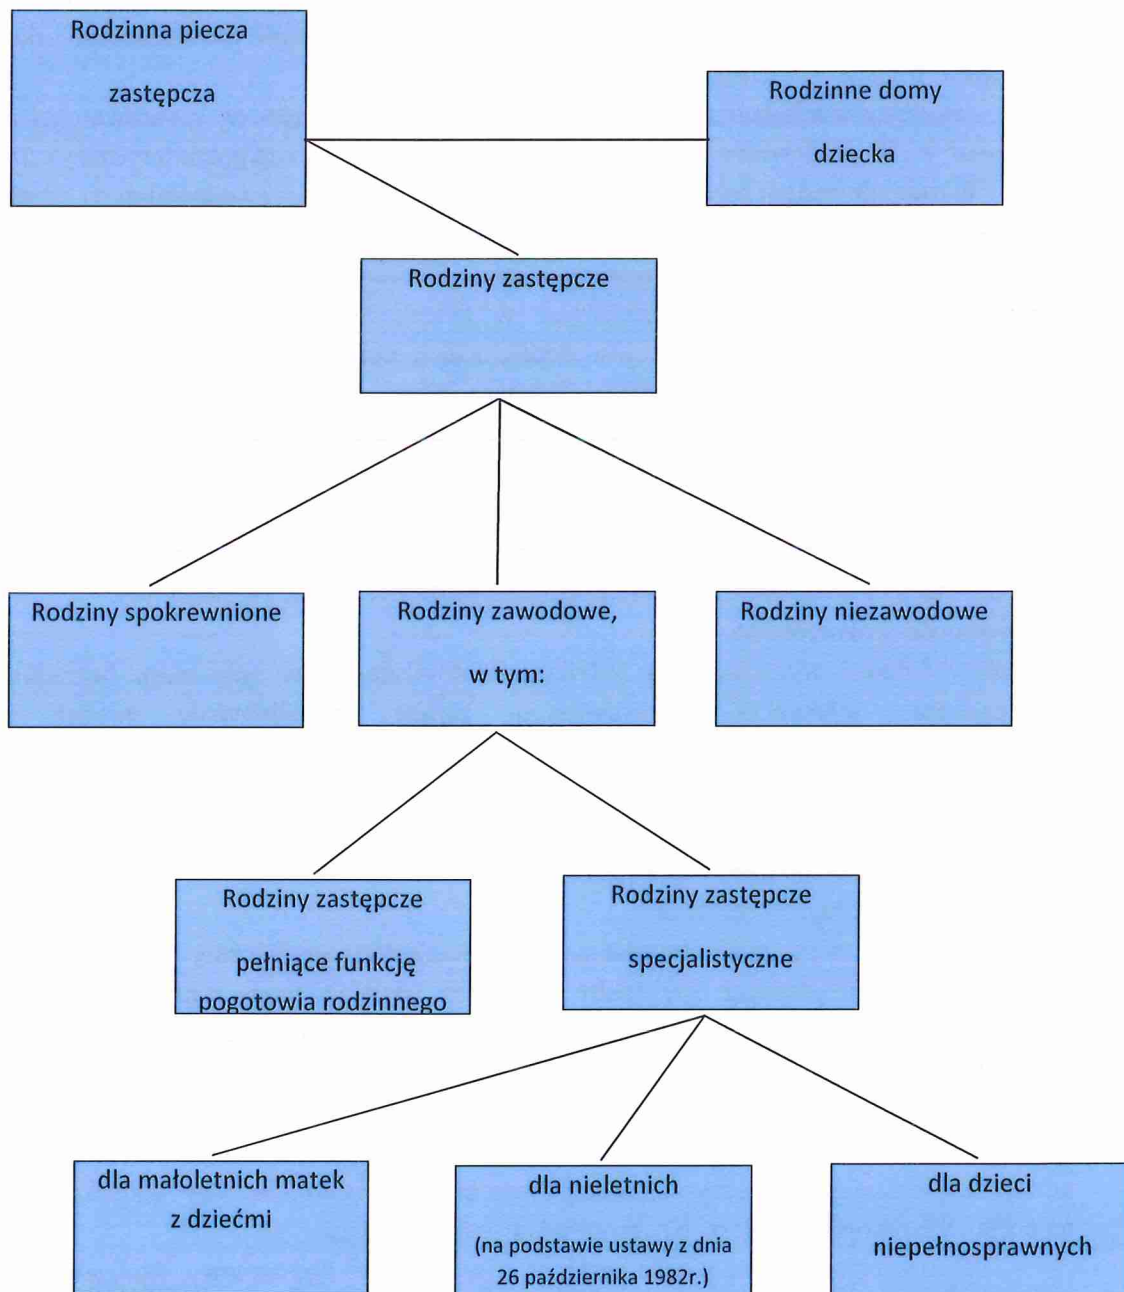 Rodzinna piecza
zastępcza
Rodzinne domy
dziecka
Rodziny zastępcze
Rodziny spokrewnione
Rodziny zawodowe,
w tym:
Rodziny niezawodowe
Rodziny zastępcze
pełniące funkcję
pogotowia rodzinnego
Rodziny zastępcze
specjalistyczne
dla małoletnich matek
z dziećmi
dla nieletnich
(na podstawie ustawy z dnia
26 października 1982r.)
dla dzieci
niepełnosprawnych